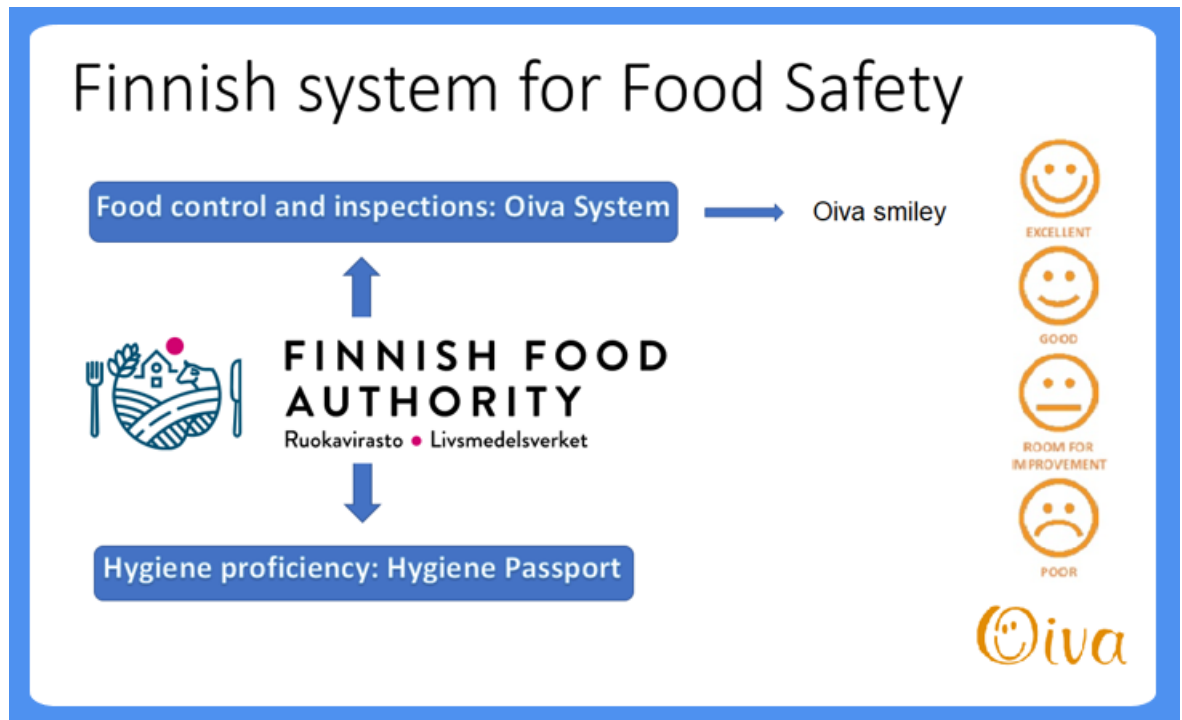 Finnish system for Food Safety
Food control and inspections: Oiva System
Oiva smiley
EXCELLENT
GOOD
ROOM FOR
IMPROVEMENT
POOR
FINNISH FOOD
AUTHORITY
Ruokavirasto • Livsmedelsverket
Hygiene proficiency: Hygiene Passport
Oiva